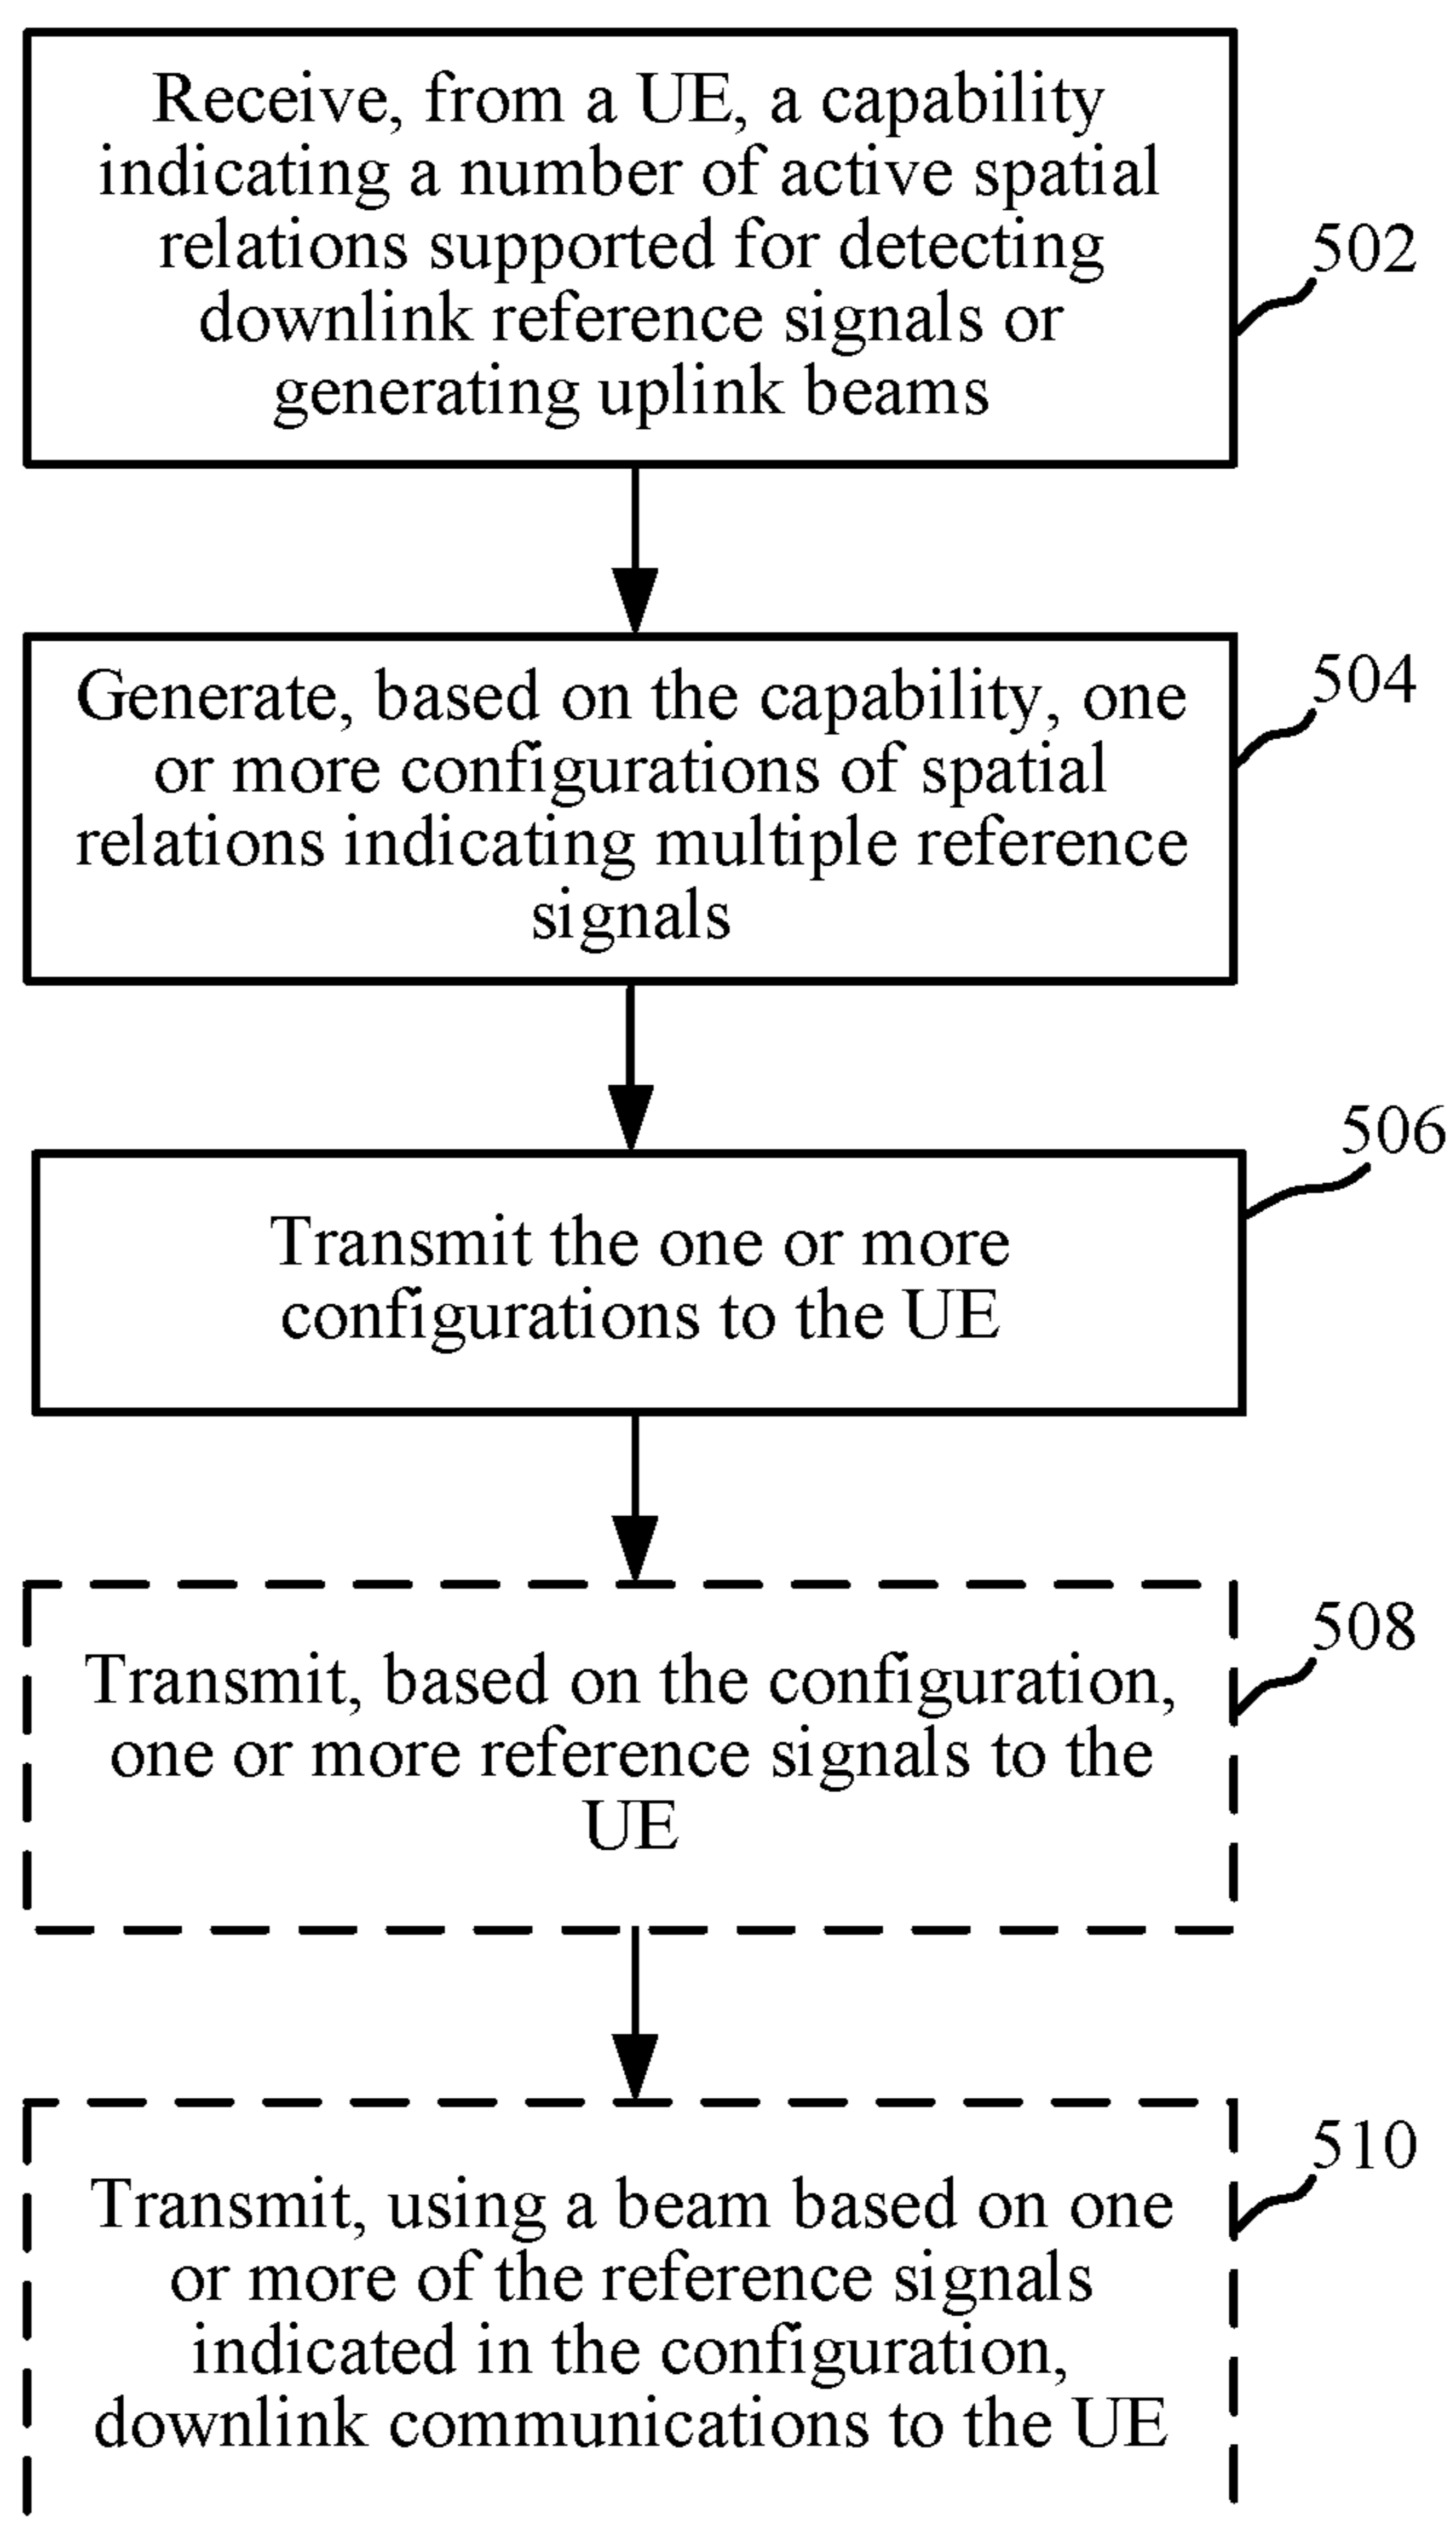 Receive, from a UE, a capability
indicating a number of active spatial
relations supported for detecting
downlink reference signals or
generating uplink beams
502
Generate, based on the capability, one
or more configurations of spatial
relations indicating multiple reference
signals
504
Transmit the one or more
configurations to the UE
506
Transmit, based on the configuration,
one or more reference signals to the
UE
508
Transmit, using a beam based on one
or more of the reference signals
indicated in the configuration,
downlink communications to the UE
510